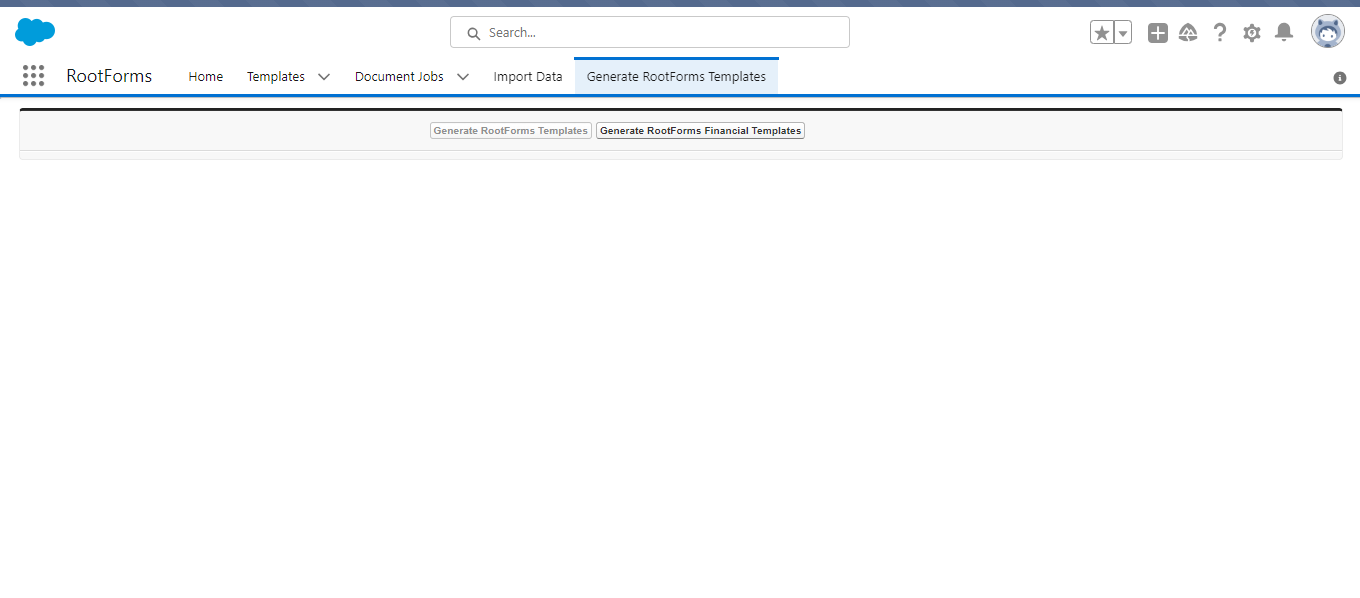 Search...
RootForms Home Templates Document Jobs Import Data Generate RootForms Templates
Generate RootForms Templates Generate RootForms Financial Templates